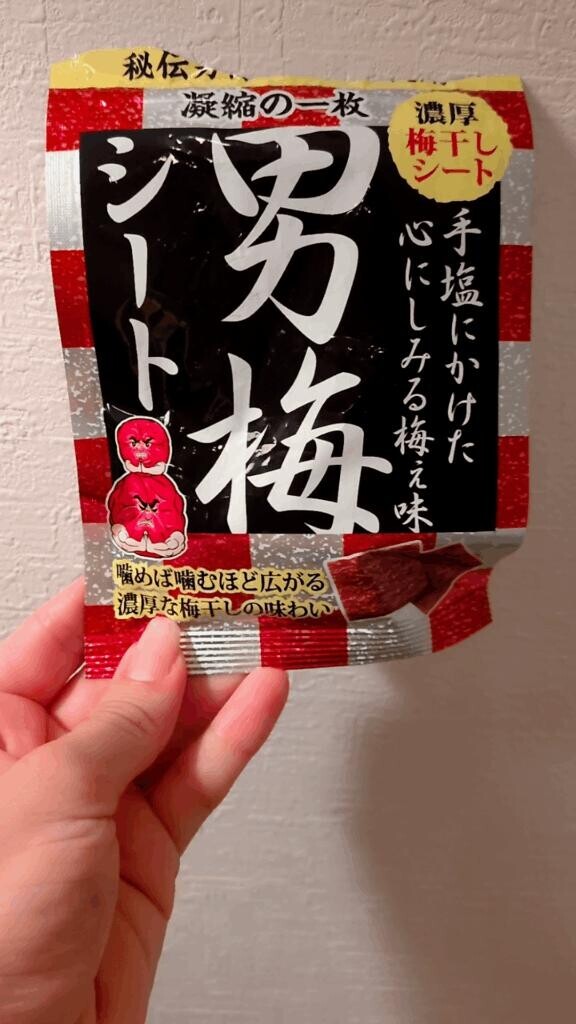 秘伝
凝縮の一枚
濃厚
梅干し
シート
男梅
シート
手塩にかけた
心にしみる梅ぇ味
噛めば噛むほど広がる
濃厚な梅干しの味わい